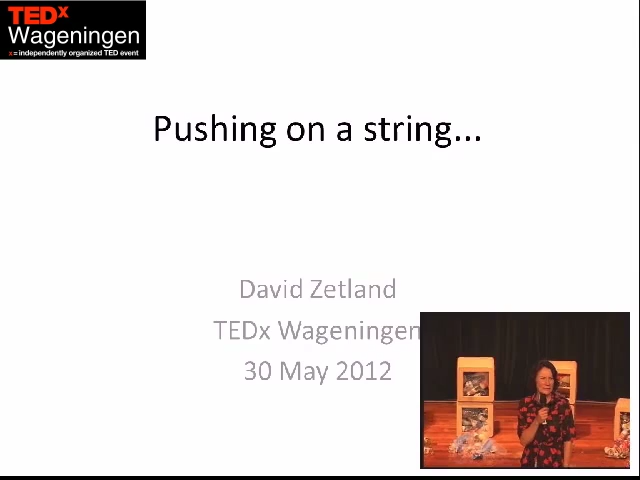 TEDx
Wageningen
x = independently organized TED event
Pushing on a string...
David Zetland
TEDx Wageningen
30 May 2012